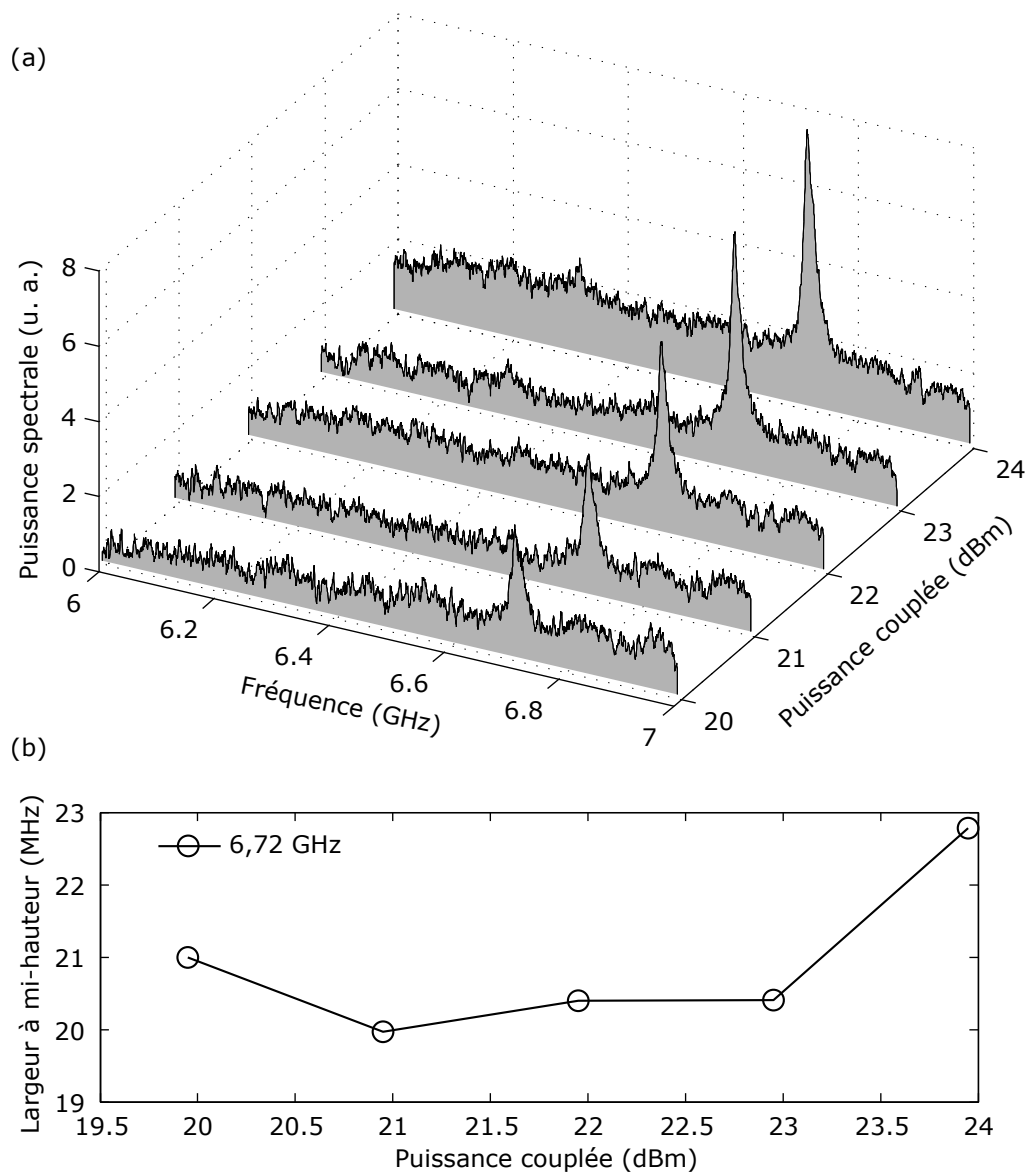 (a)
Puissance spectrale (u. a.)
8
6
4
2
0
6
6.2
6.4
6.6
6.8
7
Fréquence (GHz)
20
21
22
23
24
Puissance couplée (dBm)
(b)
Largeur à mi-hauteur (MHz)
23
22
21
20
19
6,72 GHz
19.5 20 20.5 21 21.5 22 22.5 23 23.5 24
Puissance couplée (dBm)